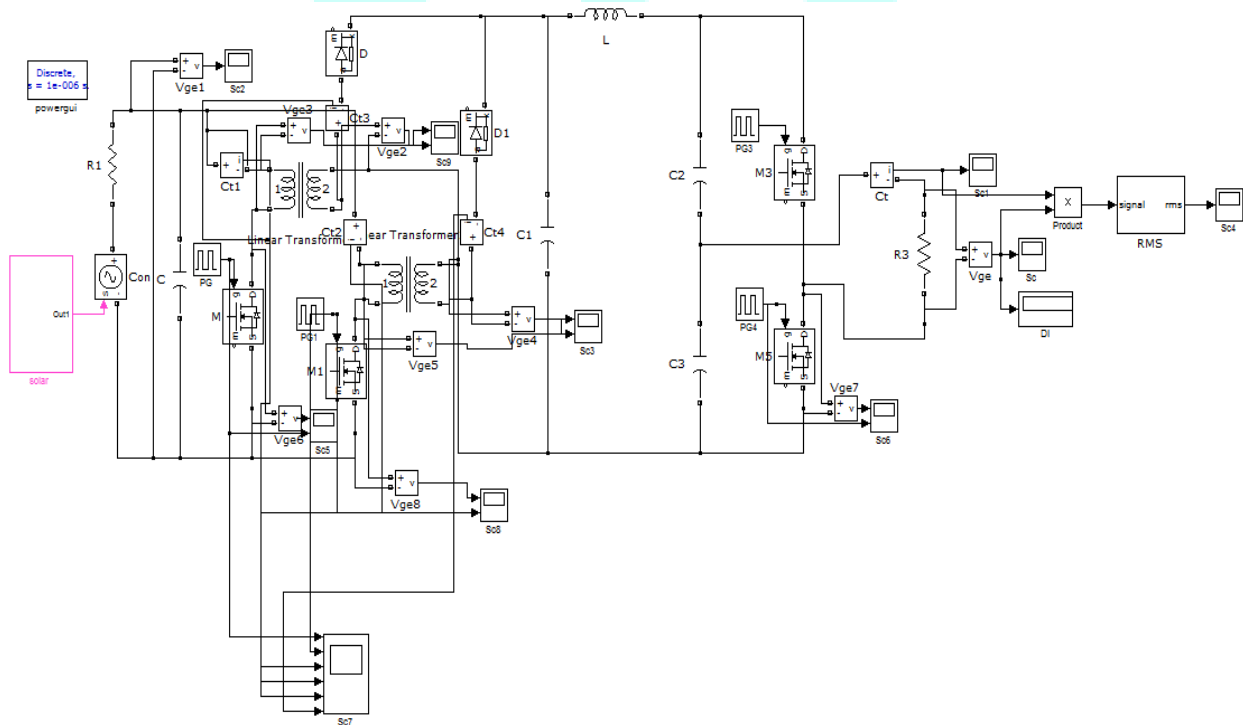 D
L
Discrete,
s = 1e-006 s.
powergui
+
-
v
Vge1
Sc2
Vge3
Ct3
Vge2
Sc9
D1
R1
Ct1
1
2
C2
PG3
M3
Ct
Sc1
Product
X
signal
rms
RMS
Sc4
Ct2
Linear Transform
ear Transformer
Ct4
C1
R3
Vge
Sc
PG
Con
C
1
2
Out1
solar
M
PG1
M1
Vge4
Sc3
Vge5
C3
PG4
M5
DI
Vge6
Sc5
Vge7
Sc6
Vge8
Sc8
Sc7